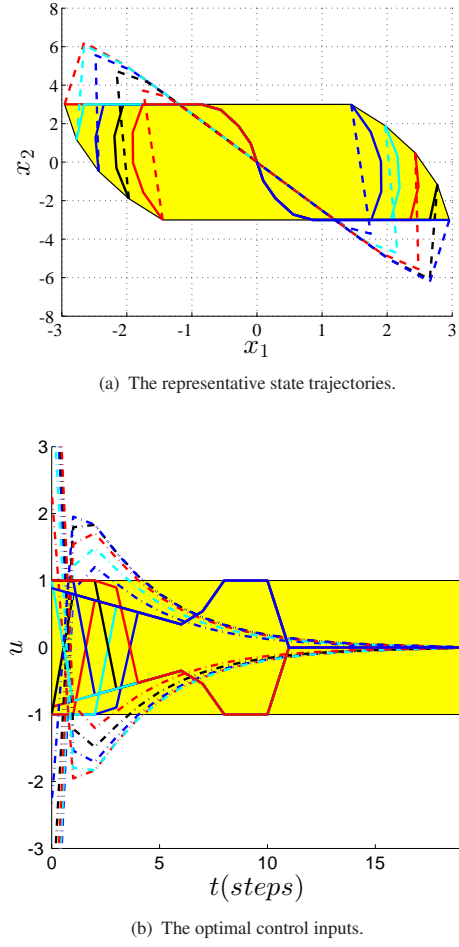 8
6
4
2
0
-2
-4
-6
-8
x2
-3 -2 -1 0 1 2 3
x1
(a) The representative state trajectories.
3
2
1
0
-1
-2
-3
u
0 5 10 15
t(steps)
(b) The optimal control inputs.